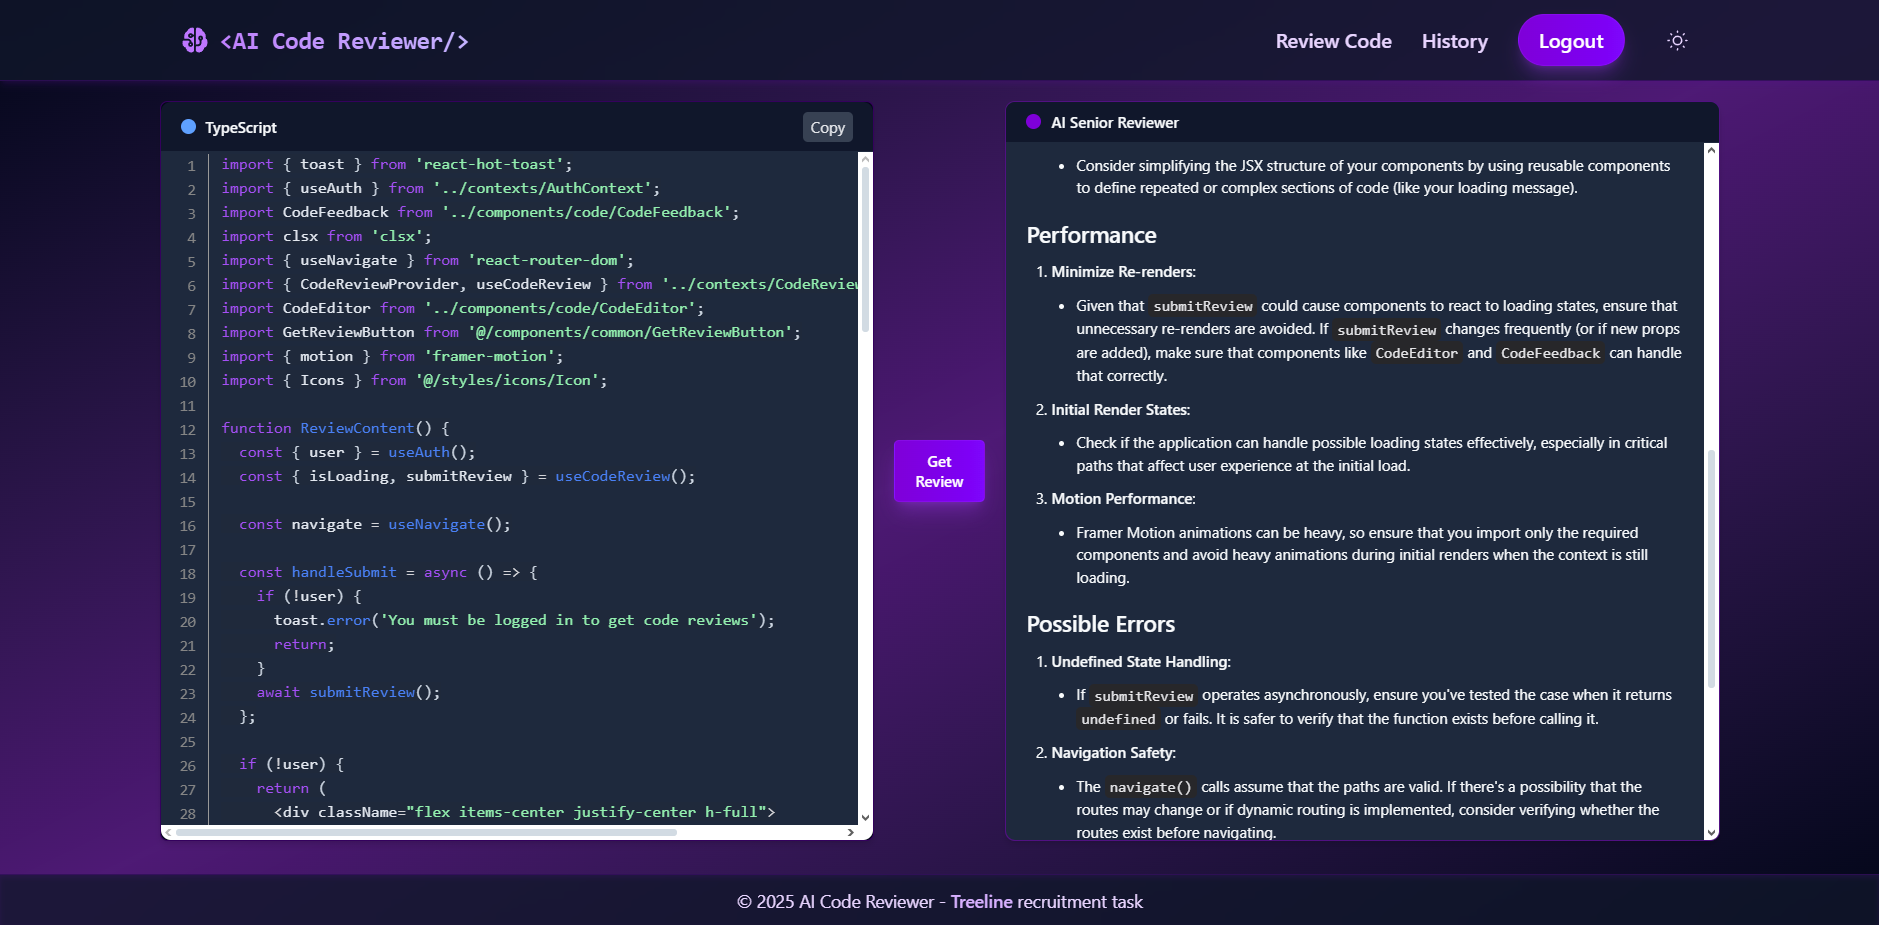 <AI Code Reviewer/>
Review Code
History
Logout
TypeScript
Copy
1 import { toast } from 'react-hot-toast';
2 import { useAuth } from '../contexts/AuthContext';
3 import CodeFeedback from '../components/code/CodeFeedback';
4 import clsx from 'clsx';
5 import { useNavigate } from 'react-router-dom';
6 import { CodeReviewProvider, useCodeReview } from '../contexts/CodeReview
7 import CodeEditor from '../components/code/CodeEditor';
8 import GetReviewButton from '@/components/common/GetReviewButton';
9 import { motion } from 'framer-motion';
10 import { Icons } from '@/styles/icons/Icon';
11
12 function ReviewContent() {
13   const { user } = useAuth();
14   const { isLoading, submitReview } = useCodeReview();
15
16   const navigate = useNavigate();
17
18   const handleSubmit = async () => {
19     if (!user) {
20       toast.error('You must be logged in to get code reviews');
21       return;
22     }
23     await submitReview();
24   };
25
26   if (!user) {
27     return (
28       <div className="flex items-center justify-center h-full">
Get
Review
AI Senior Reviewer
• Consider simplifying the JSX structure of your components by using reusable components
to define repeated or complex sections of code (like your loading message).
Performance
1. Minimize Re-renders:
• Given that submitReview could cause components to react to loading states, ensure that
unnecessary re-renders are avoided. If submitReview changes frequently (or if new props
are added), make sure that components like CodeEditor and CodeFeedback can handle
that correctly.
2. Initial Render States:
• Check if the application can handle possible loading states effectively, especially in critical
paths that affect user experience at the initial load.
3. Motion Performance:
• Framer Motion animations can be heavy, so ensure that you import only the required
components and avoid heavy animations during initial renders when the context is still
loading.
Possible Errors
1. Undefined State Handling:
• If submitReview operates asynchronously, ensure you've tested the case when it returns
undefined or fails. It is safer to verify that the function exists before calling it.
2. Navigation Safety:
• The navigate() calls assume that the paths are valid. If there's a possibility that the
routes may change or if dynamic routing is implemented, consider verifying whether the
routes exist before navigating.
© 2025 AI Code Reviewer - Treeline recruitment task